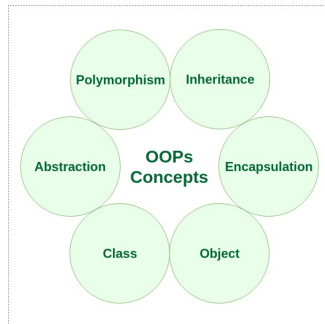 Polymorphism
Inheritance
Abstraction
OOPs
Concepts
Encapsulation
Class
Object